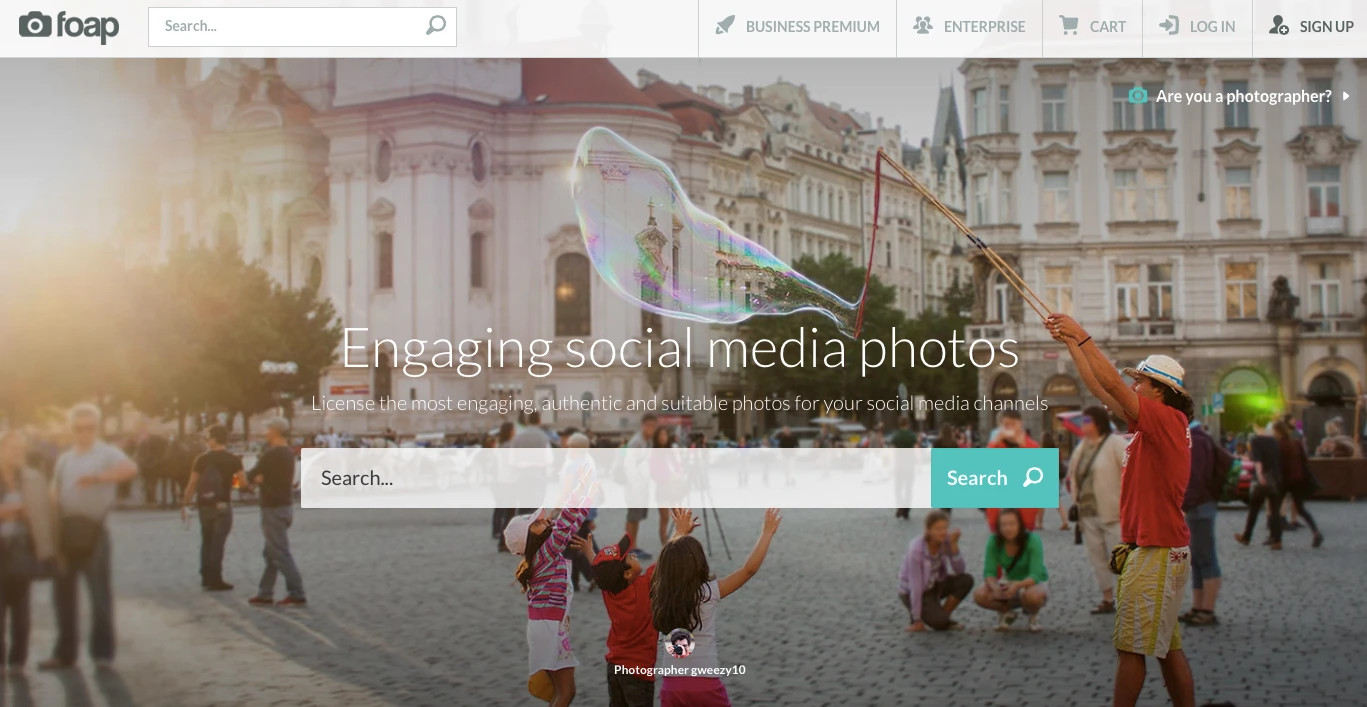 foap
Search...
BUSINESS PREMIUM
ENTERPRISE
CART
LOG IN
SIGN UP
Are you a photographer?
Engaging social media photos
License the most engaging, authentic and suitable photos for your social media channels
Search...
Search
Photographer gweezy10